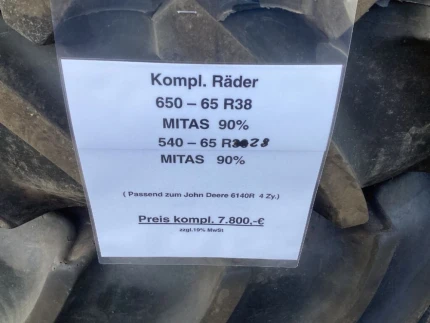 Kompl. Räder
650 – 65 R38
MITAS 90%
540 – 65 R28
MITAS 90%
( Passend zum John Deere 6140R 4 Zy.)
Preis kompl. 7.800,-€
zzgl.19% MwSt